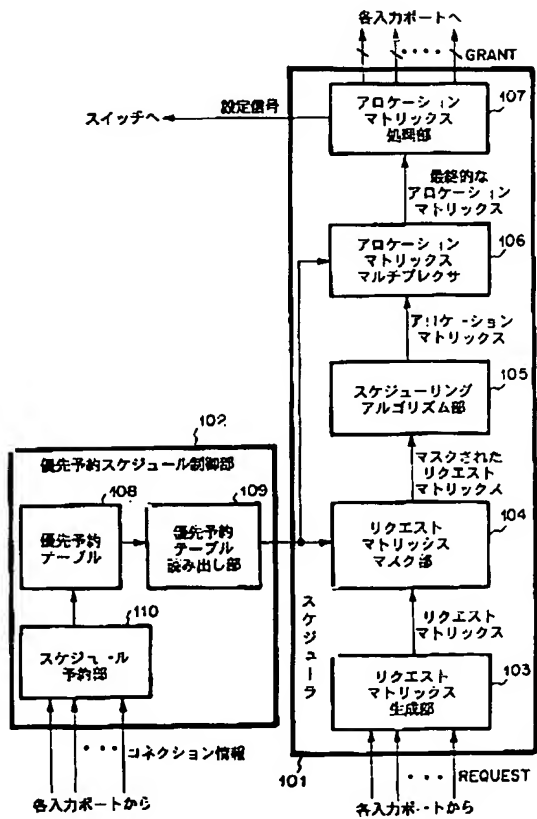 各入力ポートへ
GRANT
アロケーション
マトリックス
処理部
107
設定信号
スイッチへ
最終的な
アロケーション
マトリックス
アロケーション
マトリックス
マルチプレクサ
106
アロケーション
マトリックス
スケジューリング
アルゴリズム部
105
マスクされた
リクエスト
マトリックス
102
優先予約スケジュール制御部
108
優先予約
テーブル
109
優先予約
テーブル
読み出し部
リクエスト
マトリックス
マスク部
104
スケジューラ
リクエスト
マトリックス
110
スケジュール
予約部
リクエスト
マトリックス
生成部
103
コネクション情報
各入力ポートから
101
REQUEST
各入力ポートから